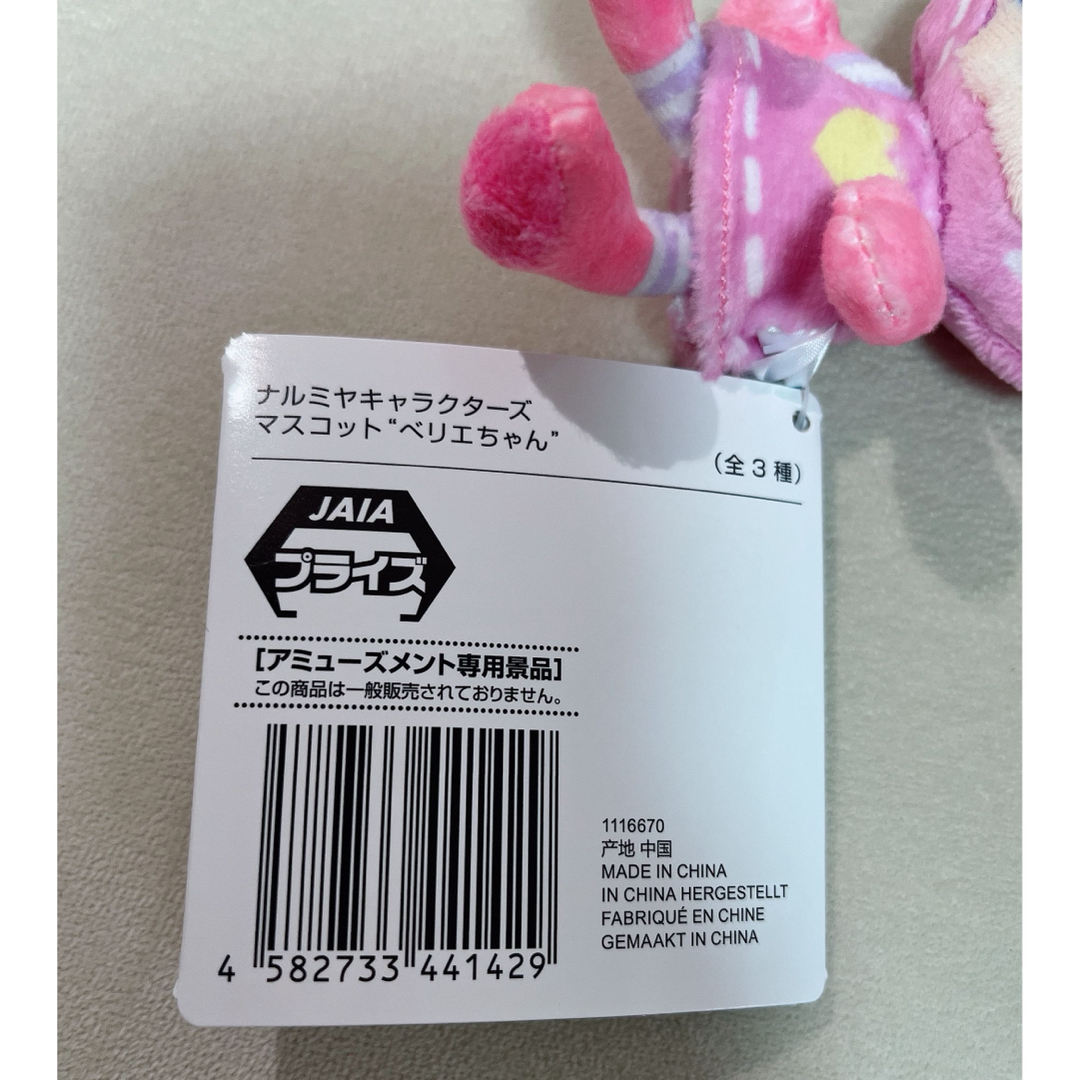 ナルミヤキャラクターズ
マスコット“ベリエちゃん”
（全3種）
JAIA
プライズ
［アミューズメント専用景品］
この商品は一般販売されておりません。
4 582733 441429
1116670
产地 中国
MADE IN CHINA
IN CHINA HERGESTELLT
FABRIQUÉ EN CHINE
GEMAAKT IN CHINA